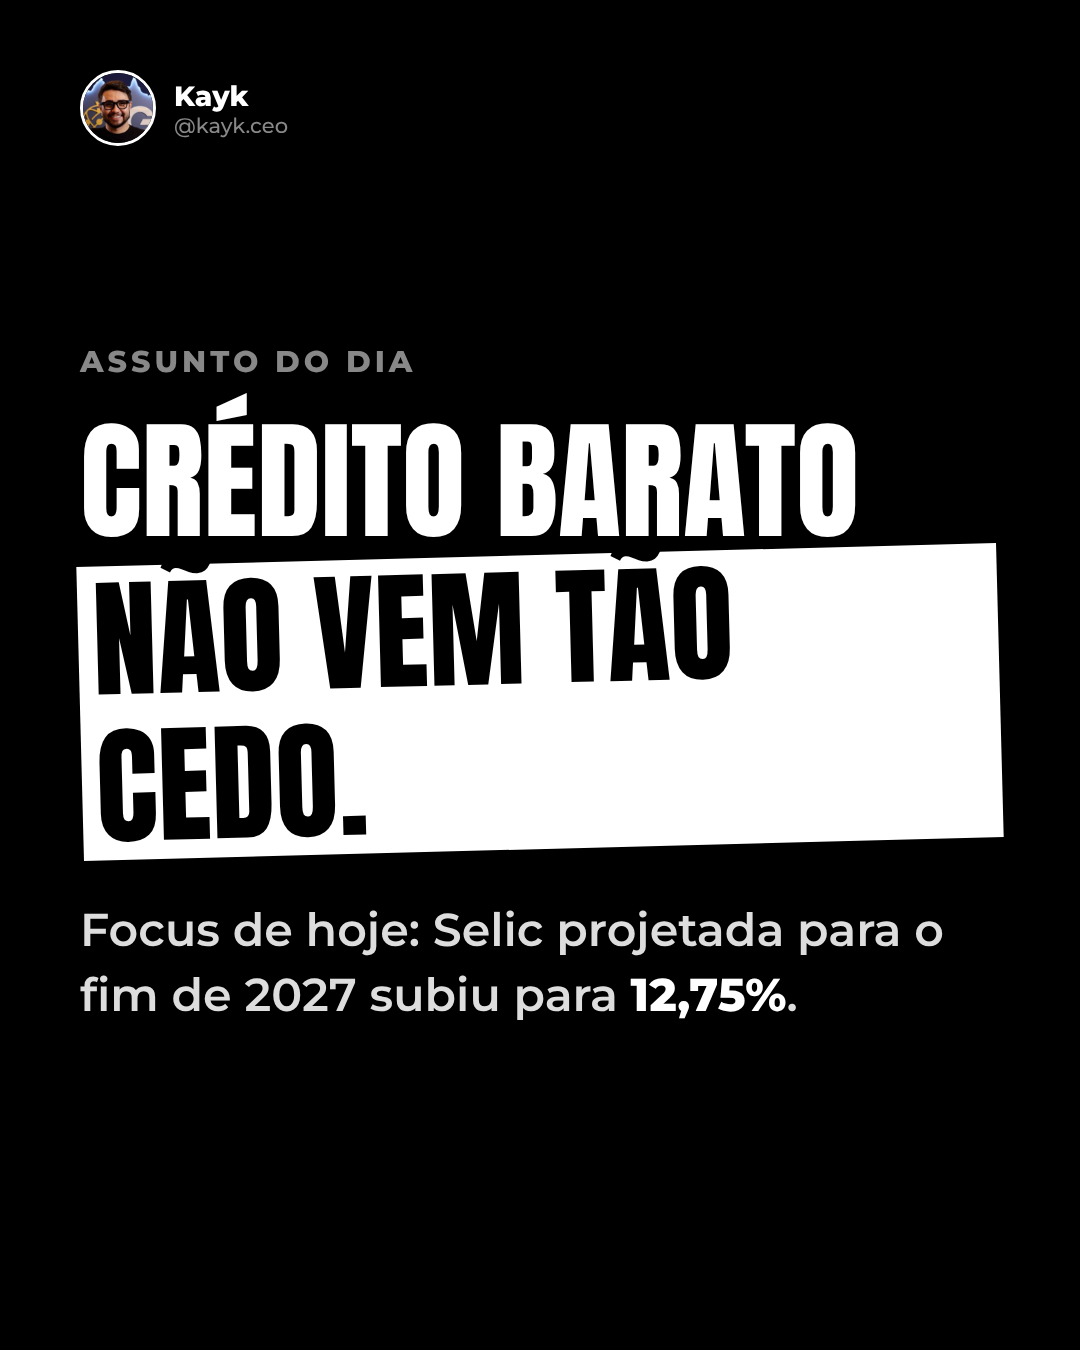 Kayk
@kayk.ceo
ASSUNTO DO DIA
CRÉDITO BARATO
NÃO VEM TÃO
CEDO.
Focus de hoje: Selic projetada para o
fim de 2027 subiu para 12,75%.